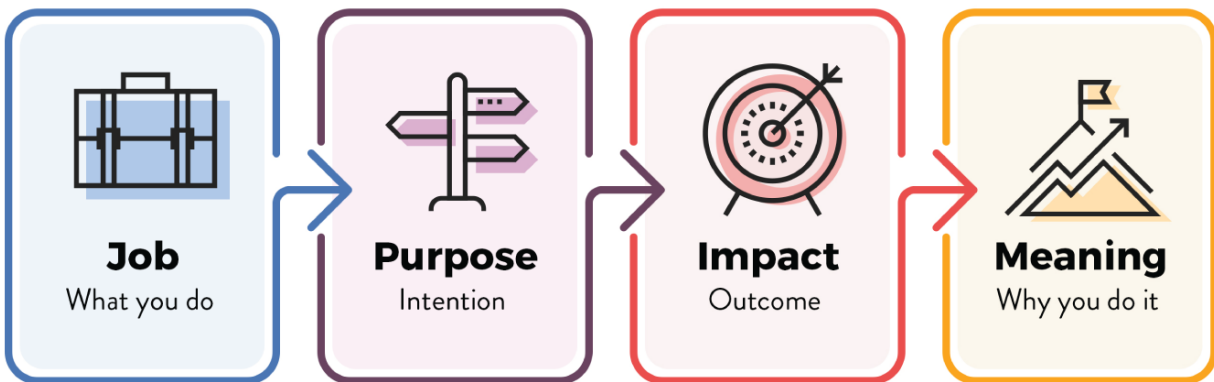 Job
What you do
Purpose
Intention
Impact
Outcome
Meaning
Why you do it